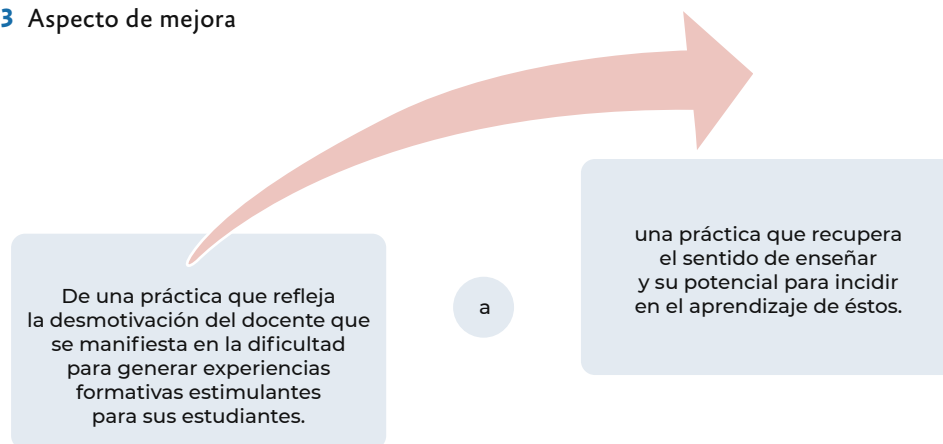 3 Aspecto de mejora
De una práctica que refleja
la desmotivación del docente que
se manifiesta en la dificultad
para generar experiencias
formativas estimulantes
para sus estudiantes.
a
una práctica que recupera
el sentido de enseñar
y su potencial para incidir
en el aprendizaje de éstos.